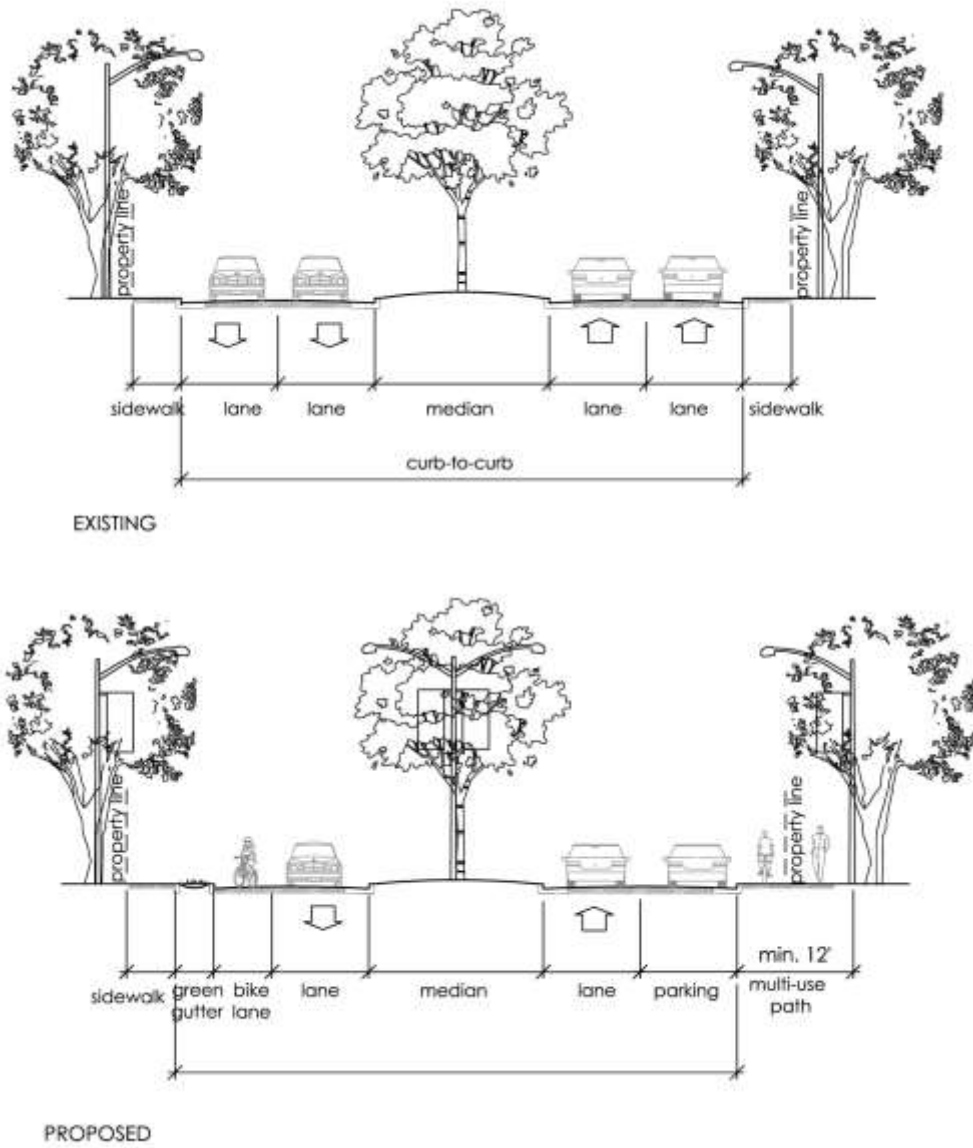 property line
property line
sidewalk lane lane median lane lane sidewalk
curb-to-curb
EXISTING
property line
property line
min. 12'
sidewalk green gutter bike lane lane median lane parking multi-use path
PROPOSED